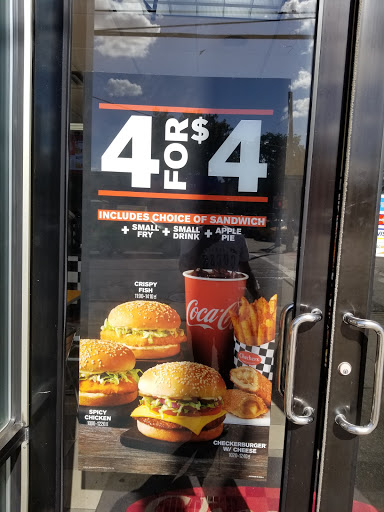 4 FOR $4
INCLUDES CHOICE OF SANDWICH
+ SMALL FRY + SMALL DRINK + APPLE PIE
CRISPY
FISH
Coca-Cola
Checkers
SPICY
CHICKEN
CHECKERBURGER
W/ CHEESE